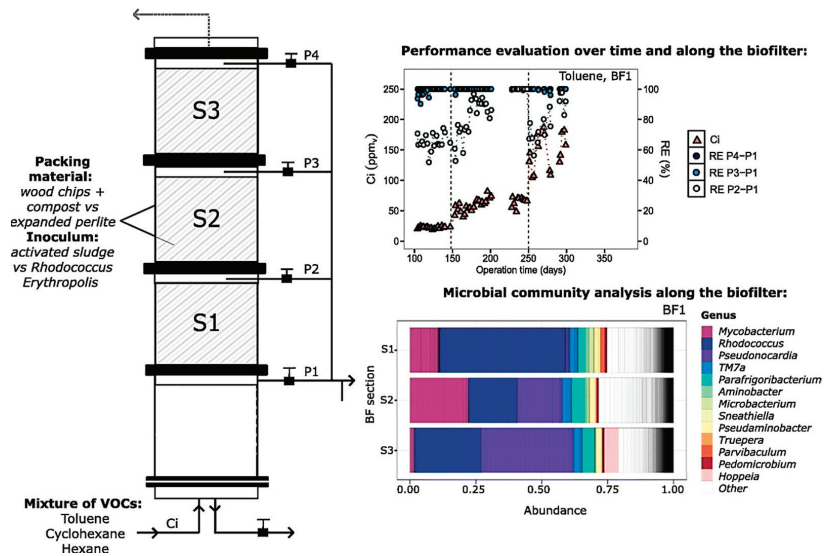 P4
S3
P3
Packing
material:
wood chips +
compost vs
expanded perlite
Inoculum:
activated sludge
vs Rhodococcus
Erythropolis
S2
P2
S1
P1
Mixture of VOCs:
Toluene
Cyclohexane
Hexane
Ci
Performance evaluation over time and along the biofilter:
Toluene, BF1
Ci (ppmv)
250
200
150
100
50
0
100
80
60
40
20
0
RE (%)
100 150 200 250 300 350
Operation time (days)
Ci
RE P4-P1
RE P3-P1
RE P2-P1
Microbial community analysis along the biofilter:
BF1
BF section
S1
S2
S3
0.00 0.25 0.50 0.75 1.00
Abundance
Genus
Mycobacterium
Rhodococcus
Pseudonocardia
TM7a
Parafrigoribacterium
Aminobacter
Microbacterium
Sneathiella
Pseudaminobacter
Truepera
Parvibaculum
Pedomicrobium
Hoppeia
Other